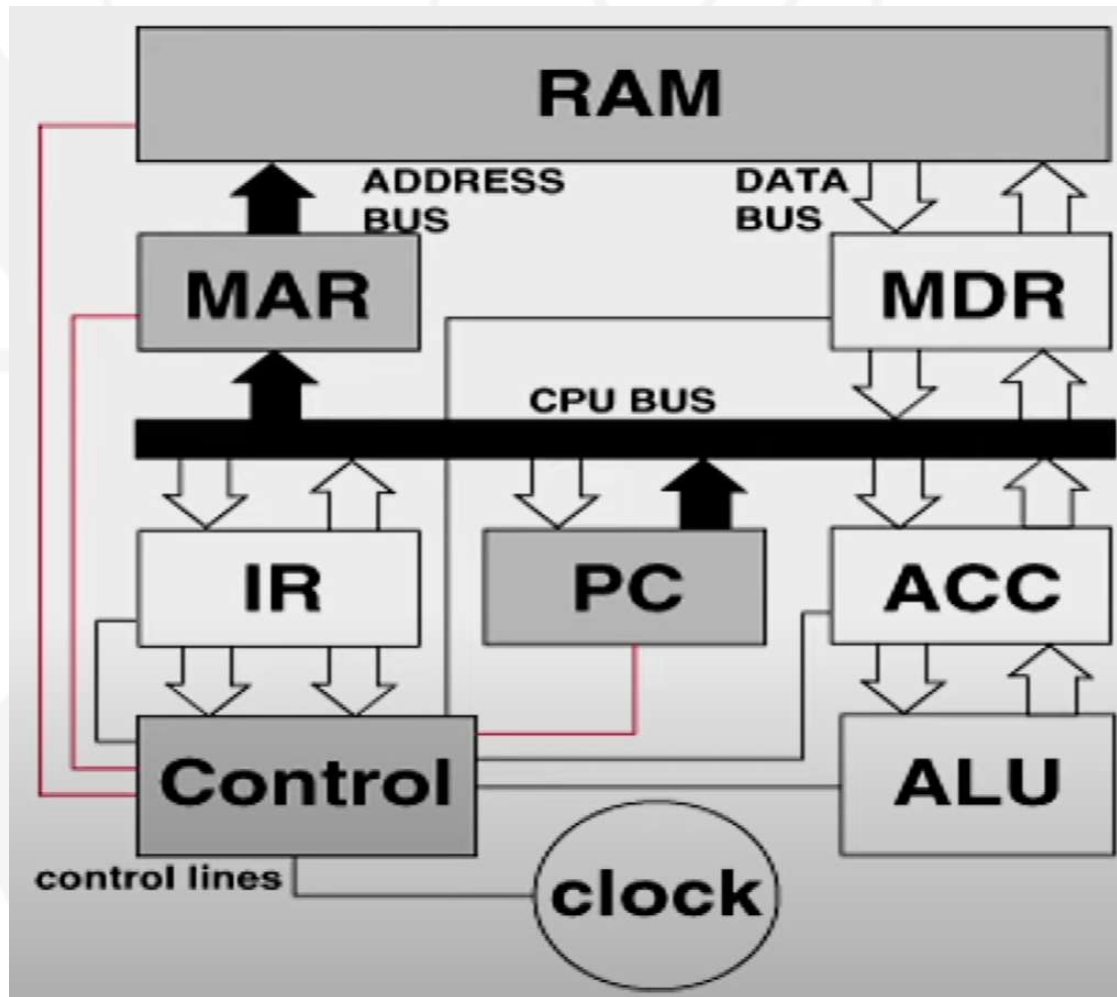 RAM
ADDRESS
BUS
DATA
BUS
MAR
MDR
CPU BUS
IR
PC
ACC
Control
ALU
control lines
clock